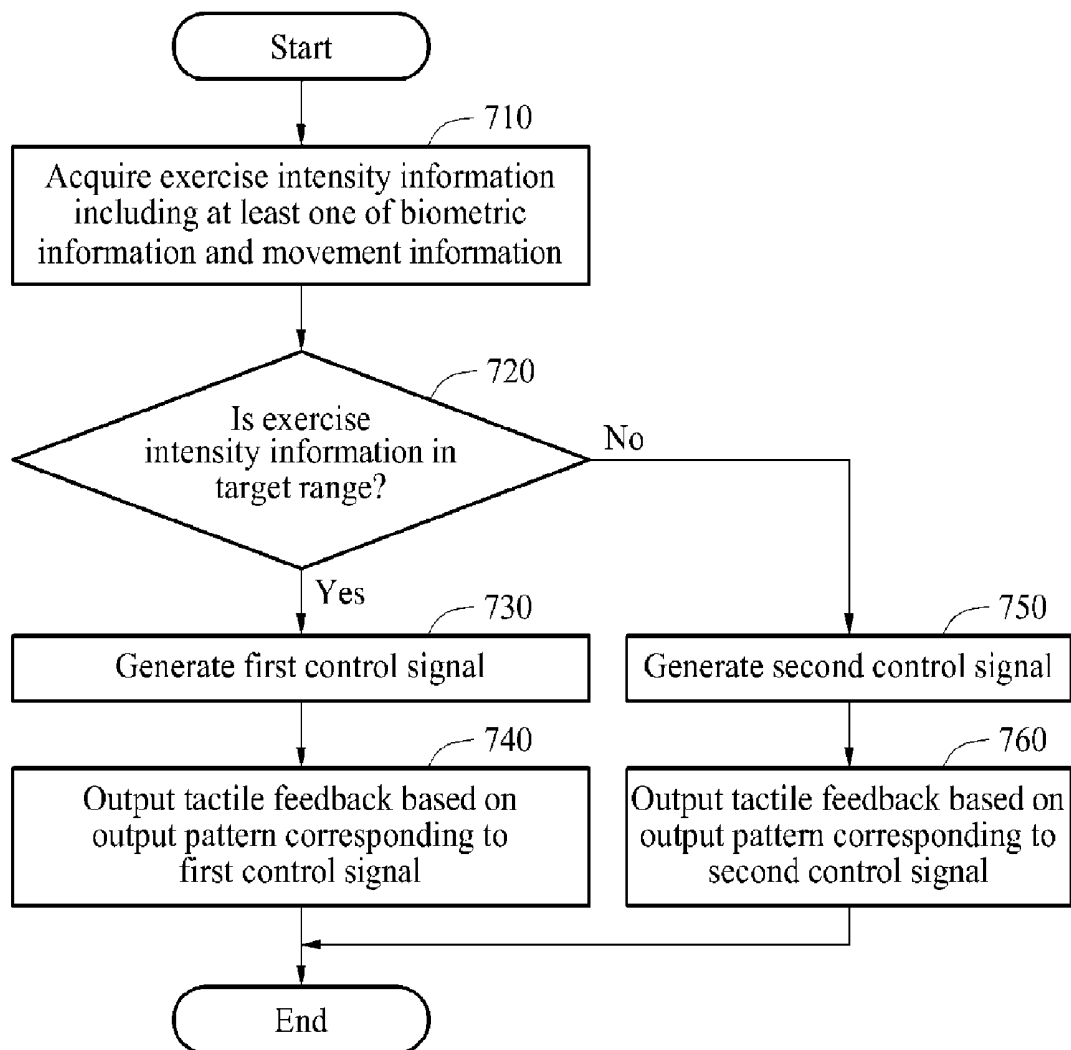 Start
710
Acquire exercise intensity information
including at least one of biometric
information and movement information
720
Is exercise
intensity information in
target range?
No
Yes
730
Generate first control signal
750
Generate second control signal
740
Output tactile feedback based on
output pattern corresponding to
first control signal
760
Output tactile feedback based on
output pattern corresponding to
second control signal
End